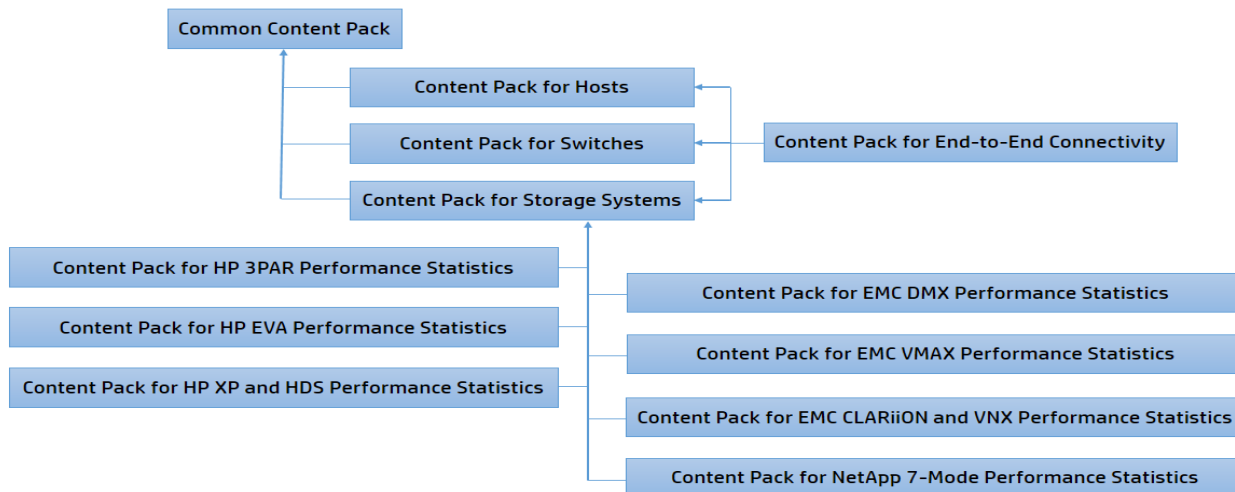 Common Content Pack
Content Pack for Hosts
Content Pack for Switches
Content Pack for End-to-End Connectivity
Content Pack for Storage Systems
Content Pack for HP 3PAR Performance Statistics
Content Pack for EMC DMX Performance Statistics
Content Pack for HP EVA Performance Statistics
Content Pack for EMC VMAX Performance Statistics
Content Pack for HP XP and HDS Performance Statistics
Content Pack for EMC CLARiiON and VNX Performance Statistics
Content Pack for NetApp 7-Mode Performance Statistics